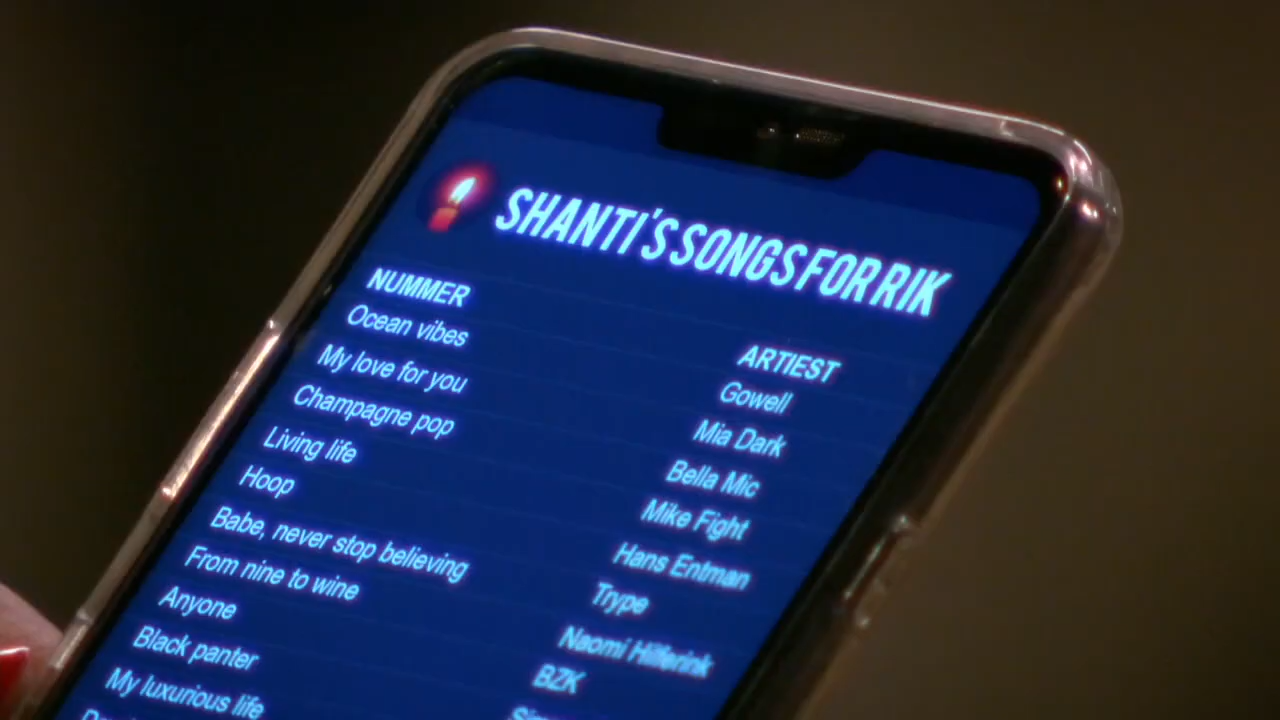 SHANTI'S SONGS FOR RIK
NUMMER ARTIEST
Ocean vibes Gowell
My love for you Mia Dark
Champagne pop Bella Mic
Living life Mike Fight
Hoop Hans Entman
Babe, never stop believing Trype
From nine to wine Naomi Hilferink
Anyone BZK
Black panter
My luxurious life